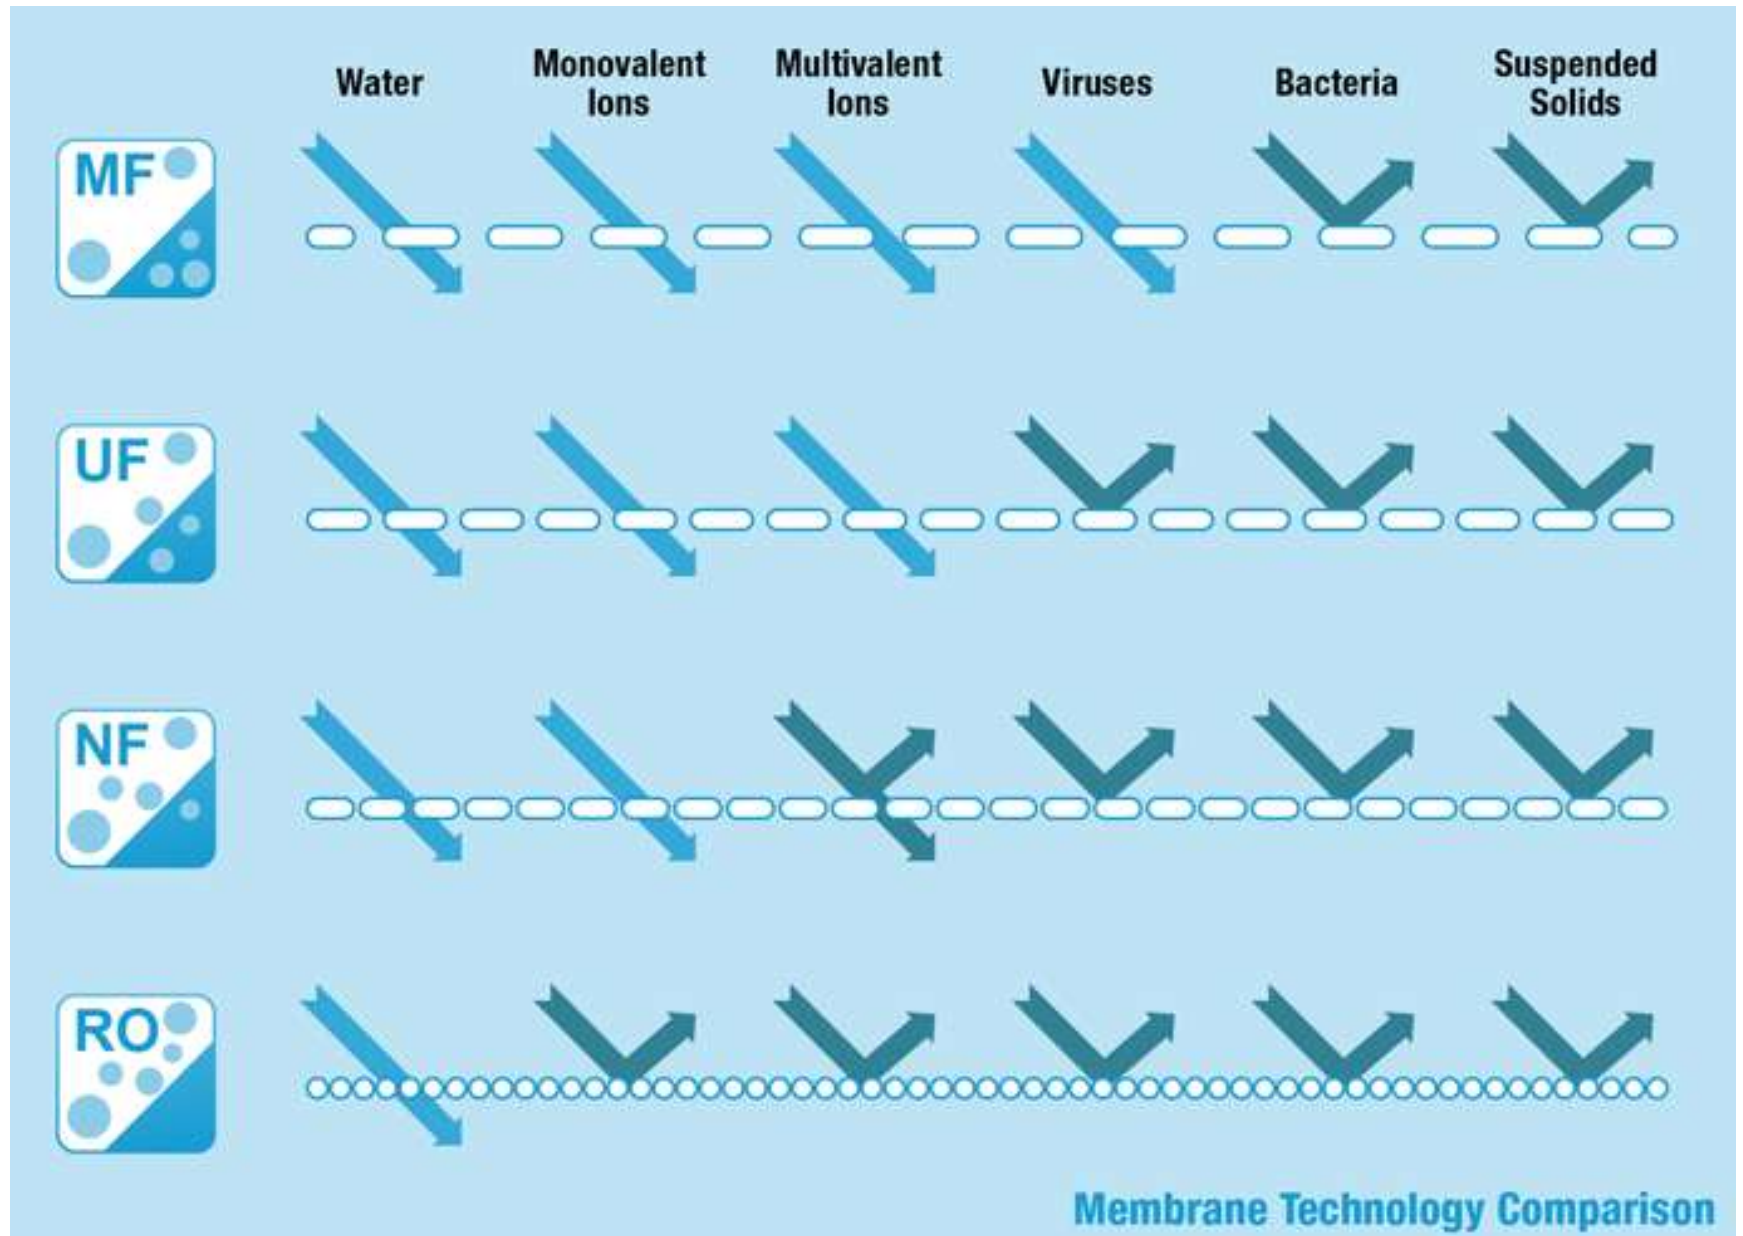 Water
Monovalent
Ions
Multivalent
Ions
Viruses
Bacteria
Suspended
Solids
MF
UF
NF
RO
Membrane Technology Comparison